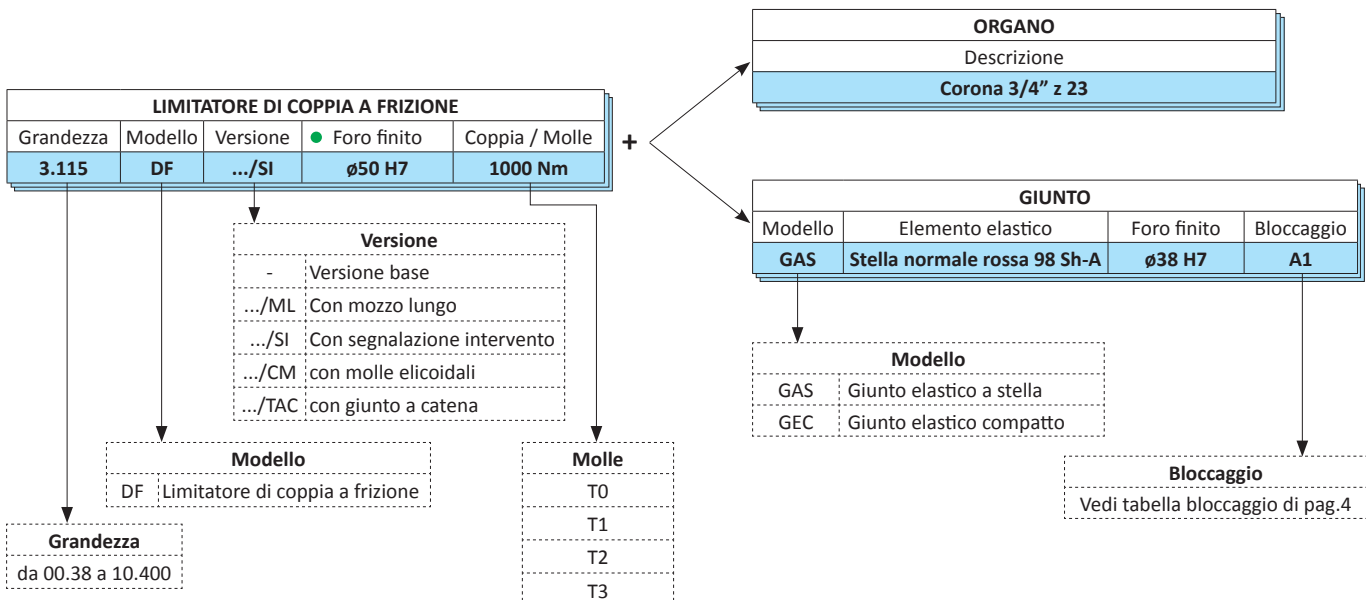 LIMITATORE DI COPPIA A FRIZIONE
Grandezza Modello Versione Foro finito Coppia / Molle
3.115 DF .../SI ø50 H7 1000 Nm
+
ORGANO
Descrizione
Corona 3/4” z 23
GIUNTO
Modello Elemento elastico Foro finito Bloccaggio
GAS Stella normale rossa 98 Sh-A ø38 H7 A1
Versione
- Versione base
.../ML Con mozzo lungo
.../SI Con segnalazione intervento
.../CM con molle elicoidali
.../TAC con giunto a catena
Modello
DF Limitatore di coppia a frizione
Grandezza
da 00.38 a 10.400
Molle
T0
T1
T2
T3
Modello
GAS Giunto elastico a stella
GEC Giunto elastico compatto
Bloccaggio
Vedi tabella bloccaggio di pag.4